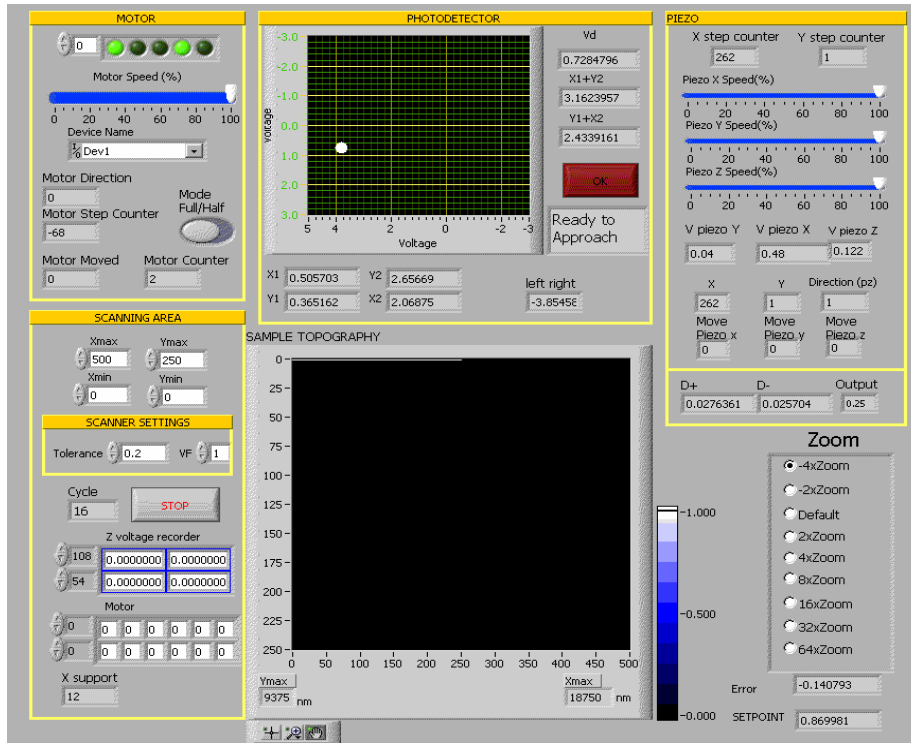 MOTOR
0
Motor Speed (%)
0 20 40 60 80 100
Device Name
Dev1
Motor Direction
0
Mode
Full/Half
Motor Step Counter
-68
Motor Moved Motor Counter
0 2
PHOTODETECTOR
-3.0
-2.0
-1.0
0.0
1.0
2.0
3.0
voltage
5 4 2 0 -2 -3
Voltage
Vd
0.7284796
X1+Y2
3.1623957
Y1+X2
2.4339161
OK
Ready to
Approach
X1 0.505703 Y2 2.65669
Y1 0.365162 X2 2.06875
left right
-3.85458
PIEZO
X step counter Y step counter
262 1
Piezo X Speed(%)
0 20 40 60 80 100
Piezo Y Speed(%)
0 20 40 60 80 100
Piezo Z Speed(%)
0 20 40 60 80 100
V piezo Y V piezo X V piezo Z
0.04 0.48 0.122
X Y Direction (pz)
262 1 1
Move Move Move
Piezo x Piezo y Piezo z
0 0 0
D+ D- Output
0.0276361 0.025704 0.25
SCANNING AREA
Xmax Ymax
500 250
Xmin Ymin
0 0
SCANNER SETTINGS
Tolerance 0.2 VF 1
Cycle
16
STOP
Z voltage recorder
108 0.0000000 0.0000000
54 0.0000000 0.0000000
Motor
0 0 0 0 0 0 0
0 0 0 0 0 0 0
X support
12
SAMPLE TOPOGRAPHY
0
25
50
75
100
125
150
175
200
225
250
0 50 100 150 200 250 300 350 400 450 500
Ymax Xmax
9375 nm 18750 nm
-1.000
-0.500
-0.000
Zoom
-4xZoom
-2xZoom
Default
2xZoom
4xZoom
8xZoom
16xZoom
32xZoom
64xZoom
Error -0.140793
SETPOINT 0.869981